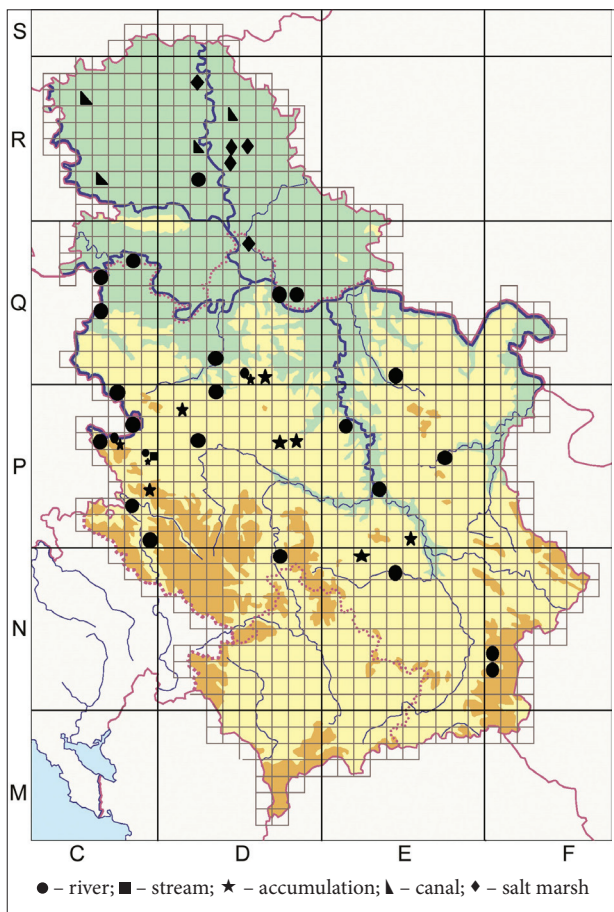 S
R
Q
P
N
M
C D E F
● – river; ■ – stream; ★ – accumulation; ◣ – canal; ♦ – salt marsh